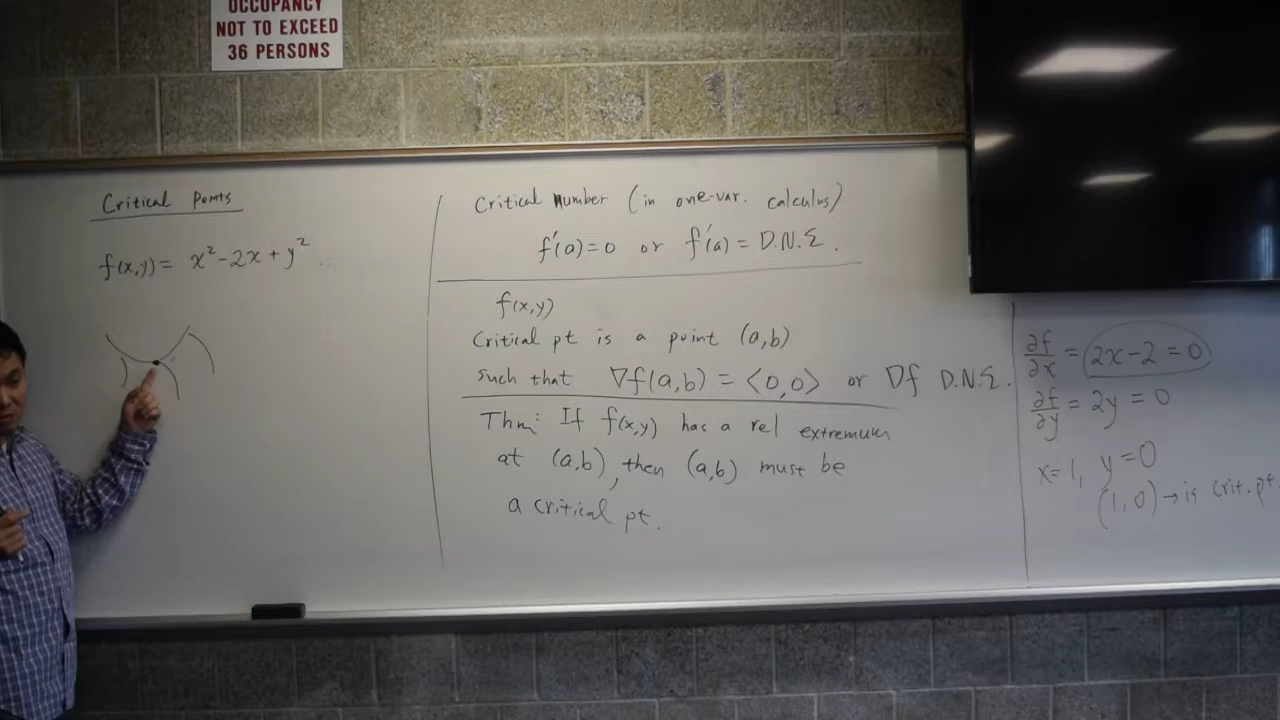 OCCUPANCY
NOT TO EXCEED
36 PERSONS
Critical Points
f(x,y) = x² - 2x + y²
Critical Number (in one-var. calculus)
f'(a) = 0 or f'(a) = D.N.E.
f(x,y)
Critical pt is a point (a,b)
such that ∇f(a,b) = <0,0> or ∇f D.N.E.
Thm: If f(x,y) has a rel extremum
at (a,b), then (a,b) must be
a critical pt.
∂f/∂x = 2x-2 = 0
∂f/∂y = 2y = 0
x=1, y=0
(1,0) → is crit. pt